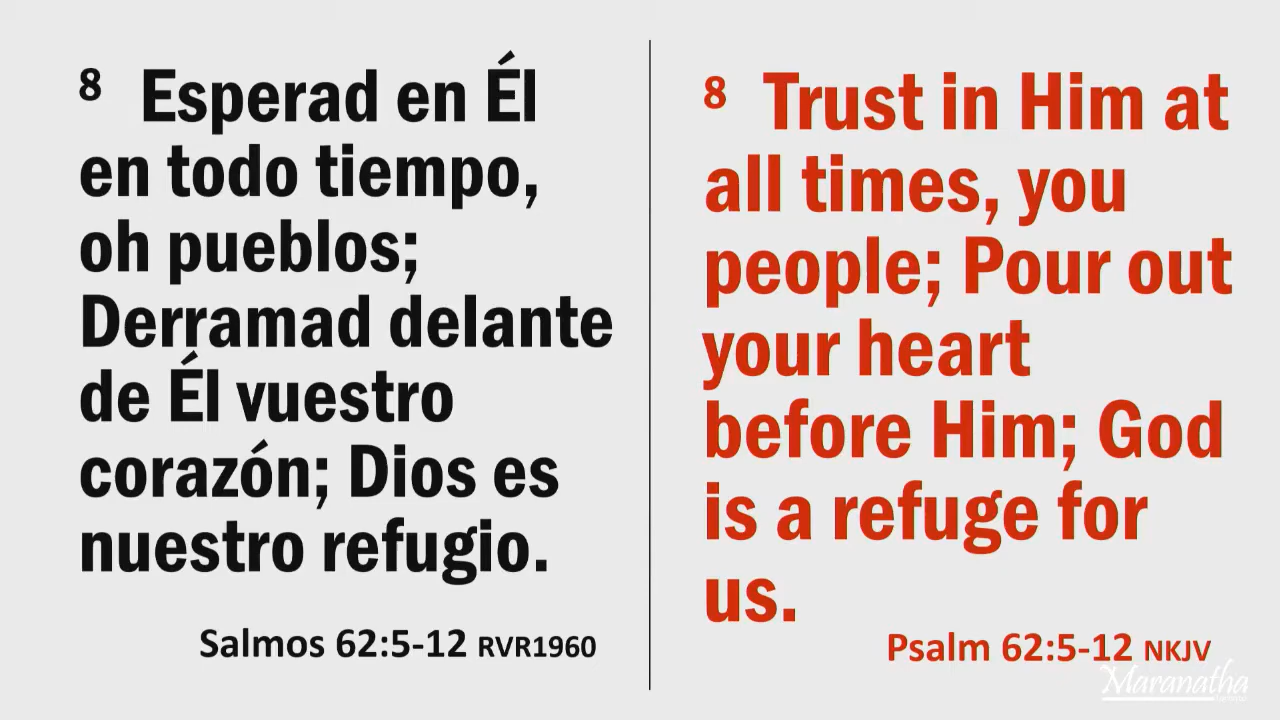 8 Esperad en Él
en todo tiempo,
oh pueblos;
Derramad delante
de Él vuestro
corazón; Dios es
nuestro refugio.
Salmos 62:5-12 RVR1960
8 Trust in Him at
all times, you
people; Pour out
your heart
before Him; God
is a refuge for
us.
Psalm 62:5-12 NKJV
Maranatha